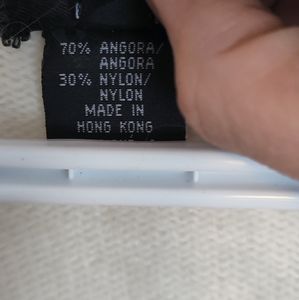 70% ANGORA/
ANGORA
30% NYLON/
NYLON
MADE IN
HONG KONG